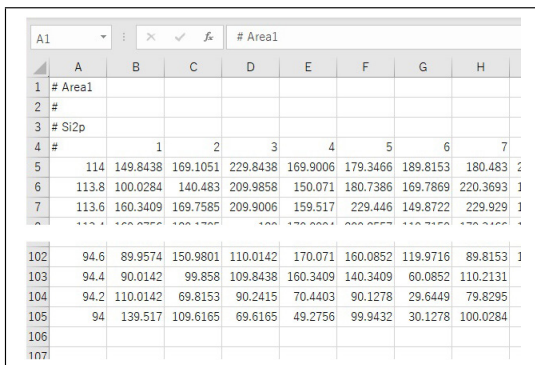 A1 fx # Area1
A B C D E F G H
1 # Area1
2 #
3 # Si2p
4 # 1 2 3 4 5 6 7
5 114 149.8438 169.1051 229.8438 169.9006 179.3466 189.8153 180.483 2
6 113.8 100.0284 140.483 209.9858 150.071 180.7386 169.7869 220.3693 1
7 113.6 160.3409 169.7585 209.9006 159.517 229.446 149.8722 229.929 1
102 94.6 89.9574 150.9801 110.0142 170.071 160.0852 119.9716 89.8153 1
103 94.4 90.0142 99.858 109.8438 160.3409 140.3409 60.0852 110.2131
104 94.2 110.0142 69.8153 90.2415 70.4403 90.1278 29.6449 79.8295
105 94 139.517 109.6165 69.6165 49.2756 99.9432 30.1278 100.0284
106
107